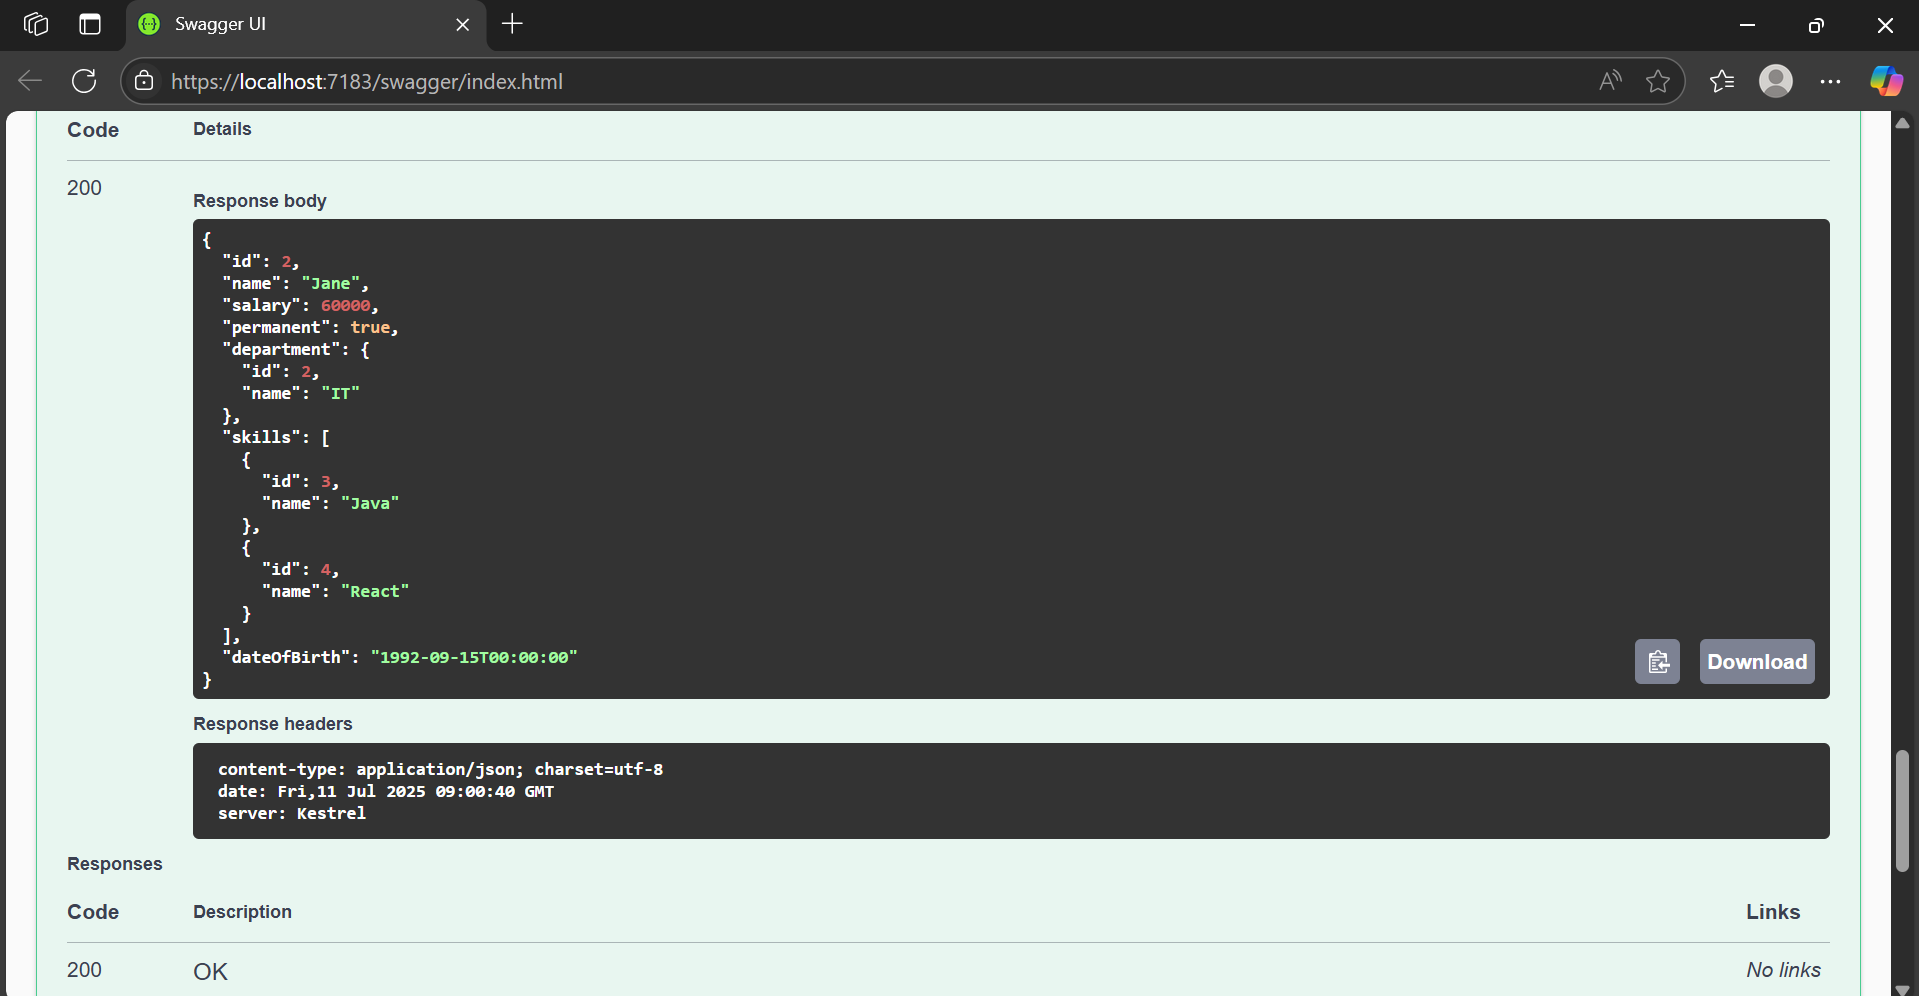 Swagger UI
https://localhost:7183/swagger/index.html
Code Details
200
Response body
{
  "id": 2,
  "name": "Jane",
  "salary": 60000,
  "permanent": true,
  "department": {
    "id": 2,
    "name": "IT"
  },
  "skills": [
    {
      "id": 3,
      "name": "Java"
    },
    {
      "id": 4,
      "name": "React"
    }
  ],
  "dateOfBirth": "1992-09-15T00:00:00"
}
Download
Response headers
content-type: application/json; charset=utf-8
date: Fri,11 Jul 2025 09:00:40 GMT
server: Kestrel
Responses
Code Description Links
200 OK No links